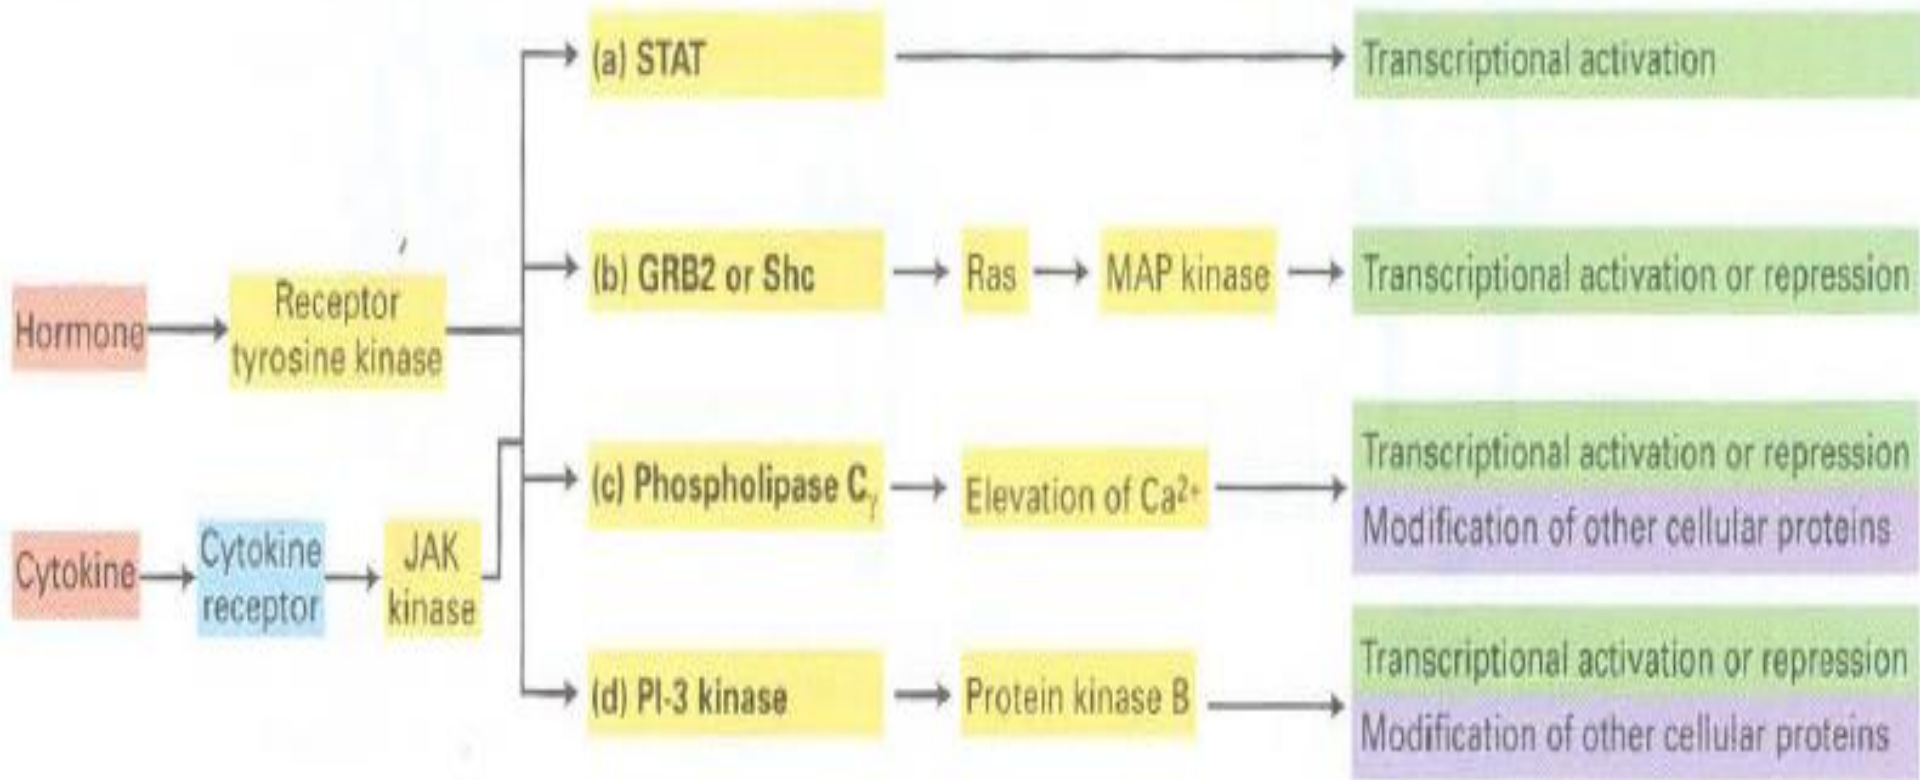 (a) STAT
Transcriptional activation
(b) GRB2 or Shc
Ras
MAP kinase
Transcriptional activation or repression
Hormone
Receptor
tyrosine kinase
(c) Phospholipase Cγ
Elevation of Ca²⁺
Transcriptional activation or repression
Modification of other cellular proteins
Cytokine
Cytokine
receptor
JAK
kinase
(d) PI-3 kinase
Protein kinase B
Transcriptional activation or repression
Modification of other cellular proteins